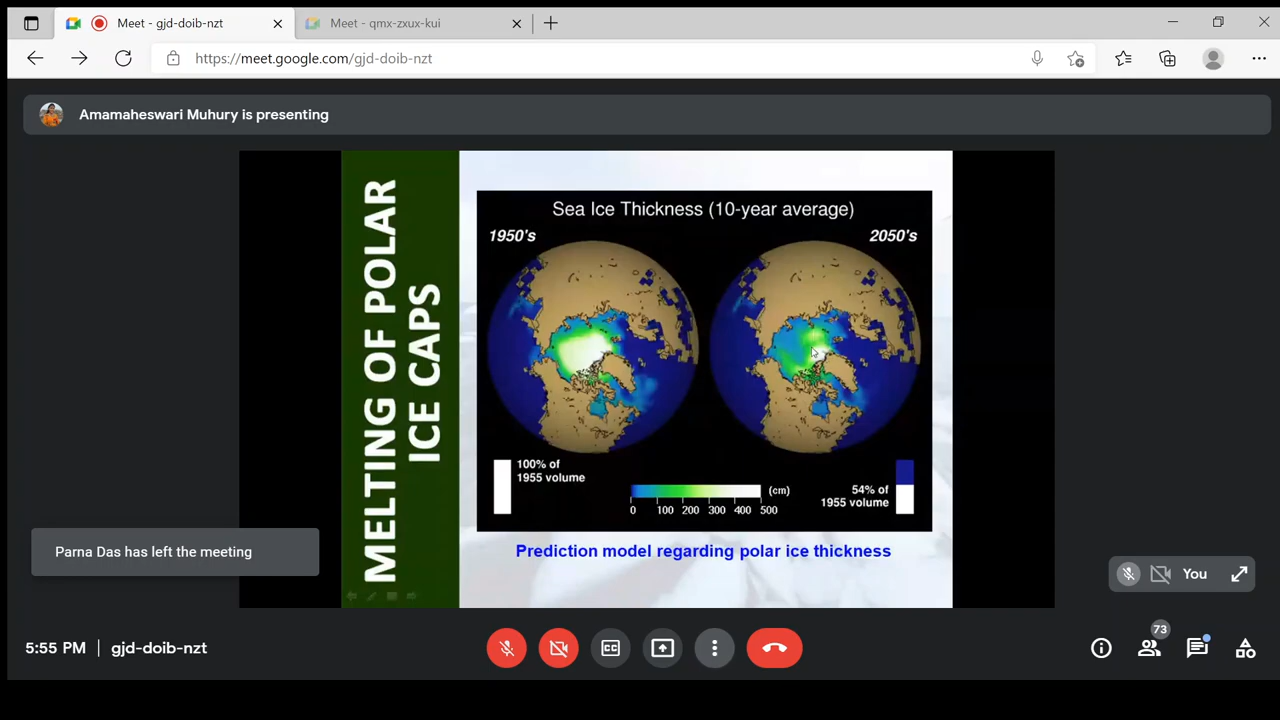 Meet - gjd-doib-nzt
Meet - qmx-zxux-kui
https://meet.google.com/gjd-doib-nzt
Amamaheswari Muhury is presenting
MELTING OF POLAR
ICE CAPS
Sea Ice Thickness (10-year average)
1950's
2050's
100% of
1955 volume
(cm)
0 100 200 300 400 500
54% of
1955 volume
Prediction model regarding polar ice thickness
Parna Das has left the meeting
You
5:55 PM | gjd-doib-nzt
CC
73